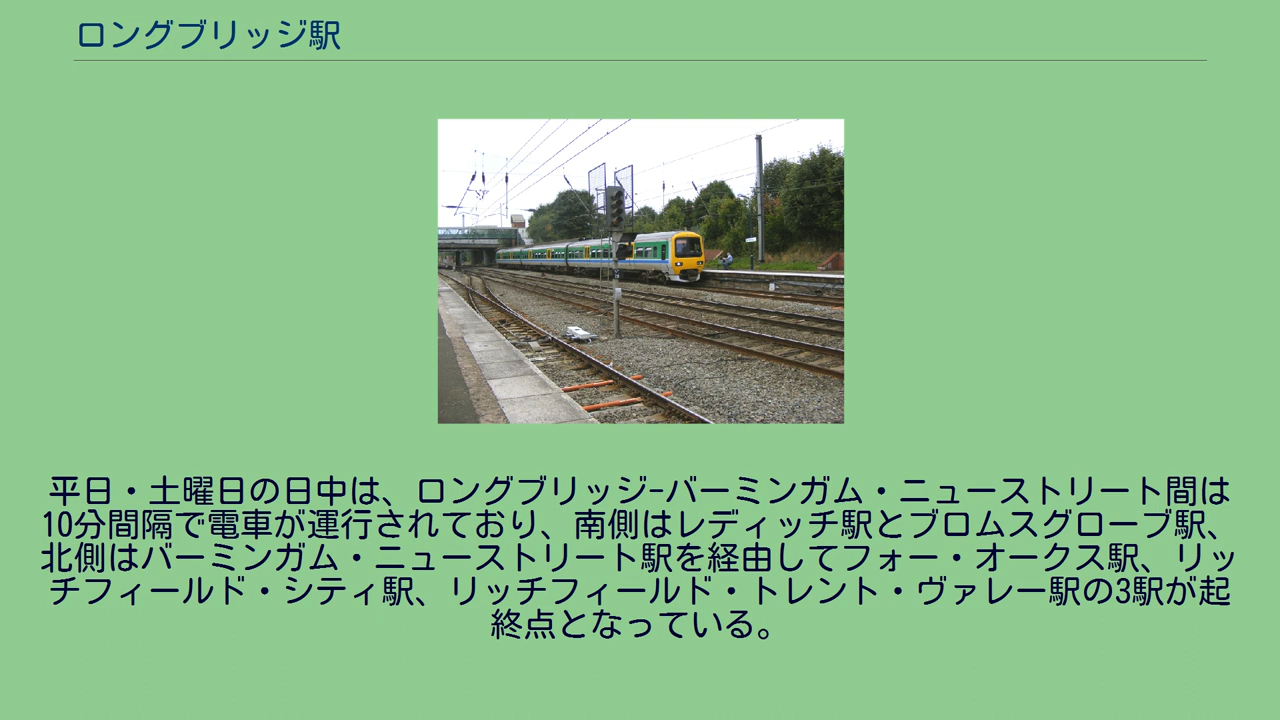 ロングブリッジ駅
平日・土曜日の日中は、ロングブリッジ-バーミンガム・ニューストリート間は
10分間隔で電車が運行されており、南側はレディッチ駅とブロムスグローブ駅、
北側はバーミンガム・ニューストリート駅を経由してフォー・オークス駅、リッ
チフィールド・シティ駅、リッチフィールド・トレント・ヴァレー駅の3駅が起
終点となっている。